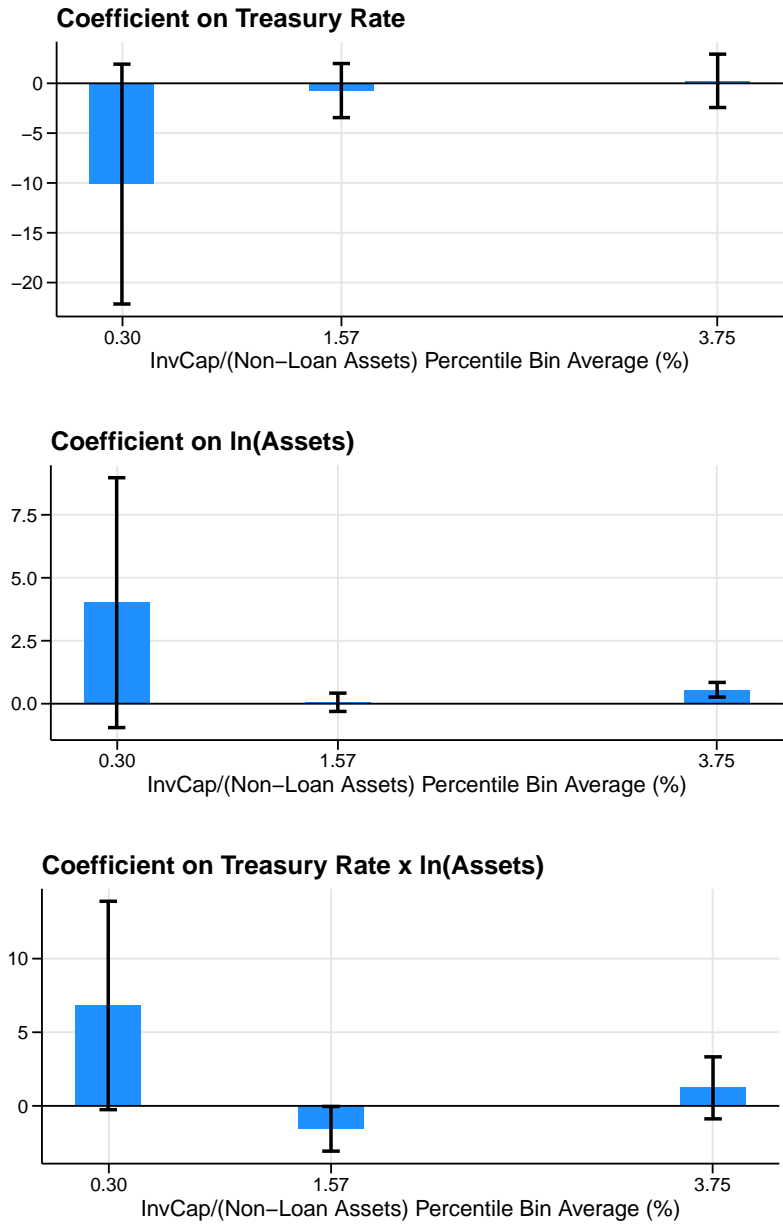 Coefficient on Treasury Rate
0
−5
−10
−15
−20
0.30 1.57 3.75
InvCap/(Non−Loan Assets) Percentile Bin Average (%)
Coefficient on ln(Assets)
7.5
5.0
2.5
0.0
0.30 1.57 3.75
InvCap/(Non−Loan Assets) Percentile Bin Average (%)
Coefficient on Treasury Rate x ln(Assets)
10
5
0
0.30 1.57 3.75
InvCap/(Non−Loan Assets) Percentile Bin Average (%)